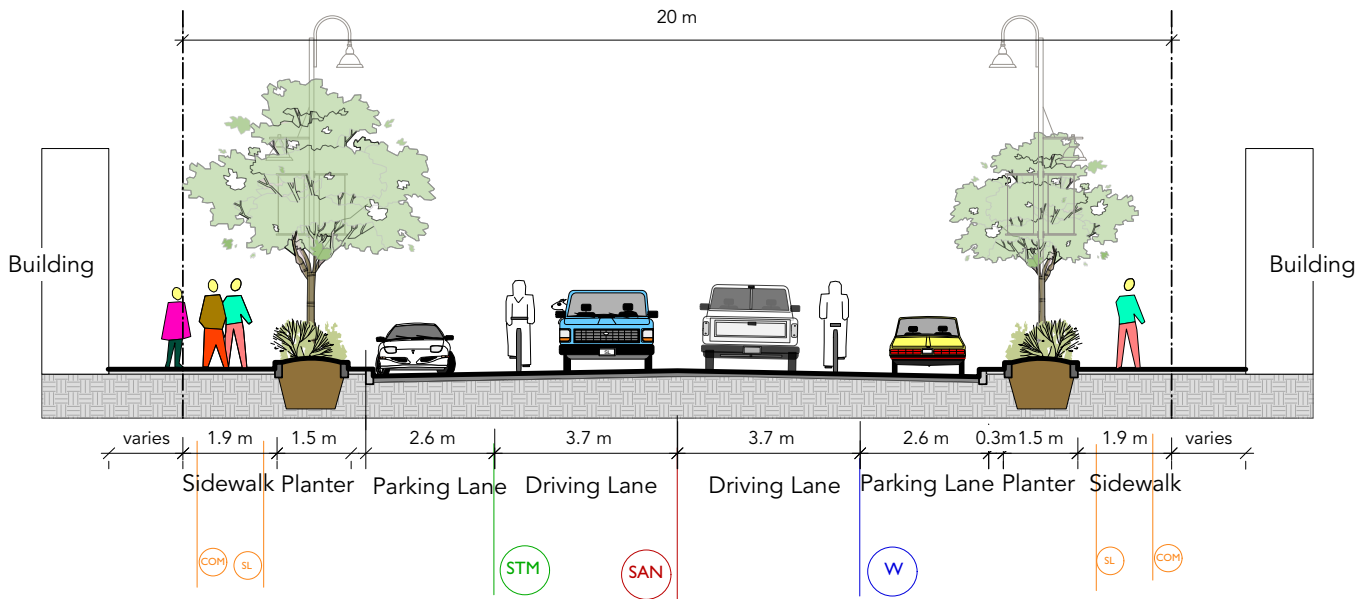 20 m
Building
Building
varies 1.9 m 1.5 m 2.6 m 3.7 m 3.7 m 2.6 m 0.3m 1.5 m 1.9 m varies
Sidewalk Planter Parking Lane Driving Lane Driving Lane Parking Lane Planter Sidewalk
COM SL STM SAN W SL COM